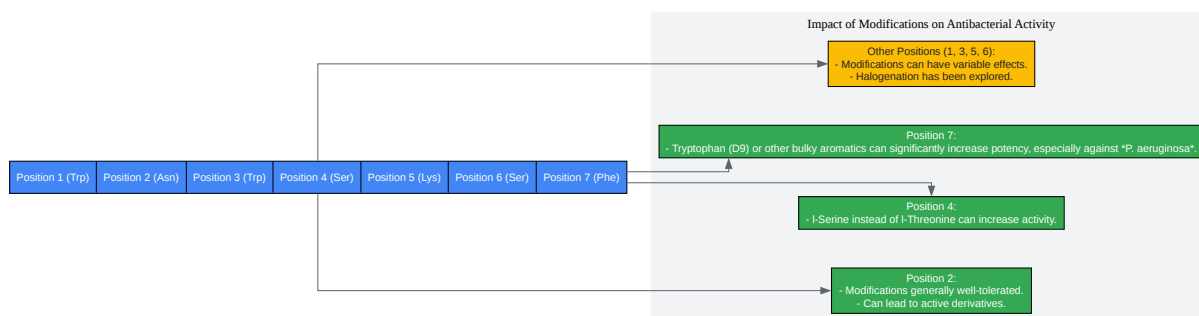 Impact of Modifications on Antibacterial Activity
Other Positions (1, 3, 5, 6):
- Modifications can have variable effects.
- Halogenation has been explored.
Position 7:
- Tryptophan (D9) or other bulky aromatics can significantly increase potency, especially against *P. aeruginosa*.
Position 1 (Trp) Position 2 (Asn) Position 3 (Trp) Position 4 (Ser) Position 5 (Lys) Position 6 (Ser) Position 7 (Phe)
Position 4:
- l-Serine instead of l-Threonine can increase activity.
Position 2:
- Modifications generally well-tolerated.
- Can lead to active derivatives.